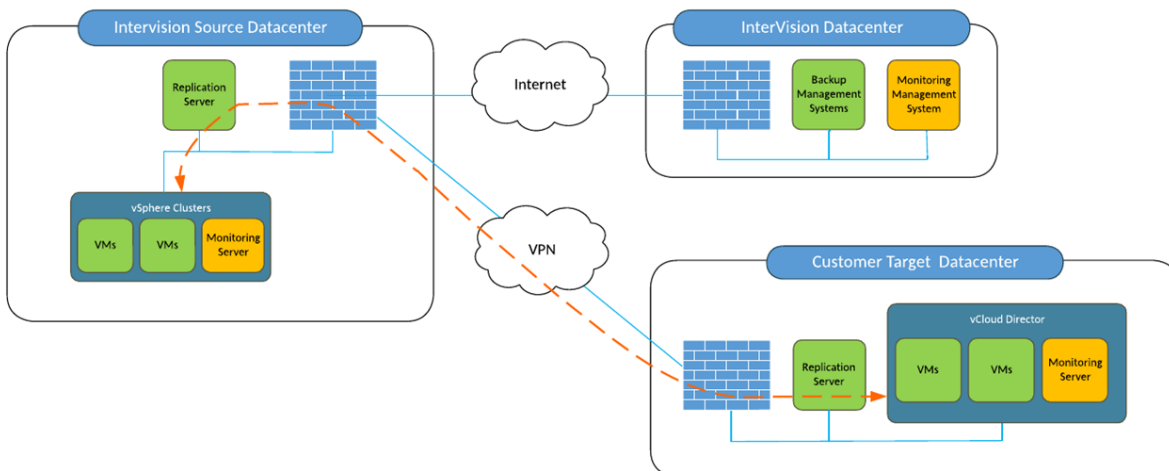 Intervision Source Datacenter
Replication
Server
vSphere Clusters
VMs
VMs
Monitoring
Server
Internet
VPN
InterVision Datacenter
Backup
Management
Systems
Monitoring
Management
System
Customer Target Datacenter
Replication
Server
vCloud Director
VMs
VMs
Monitoring
Server